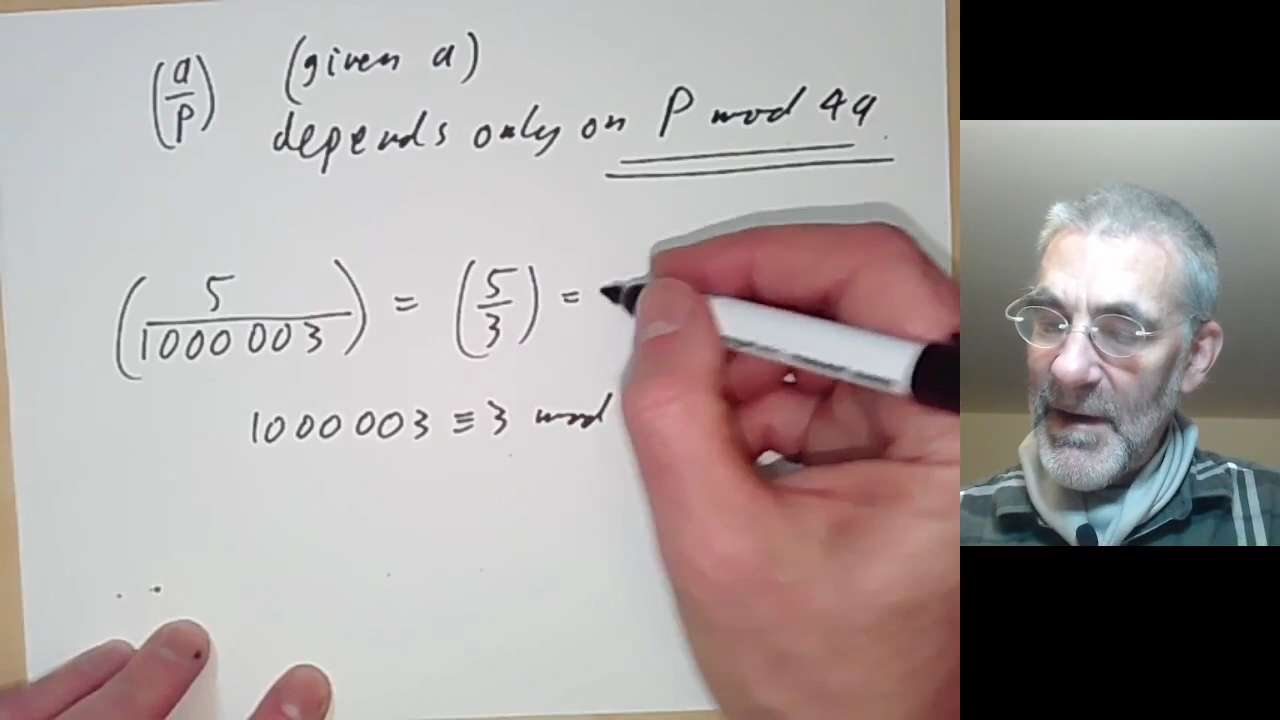 (a/p) (given a)
depends only on P mod 4a.
(5/1000003) = (5/3) =
1000003 ≡ 3 mod